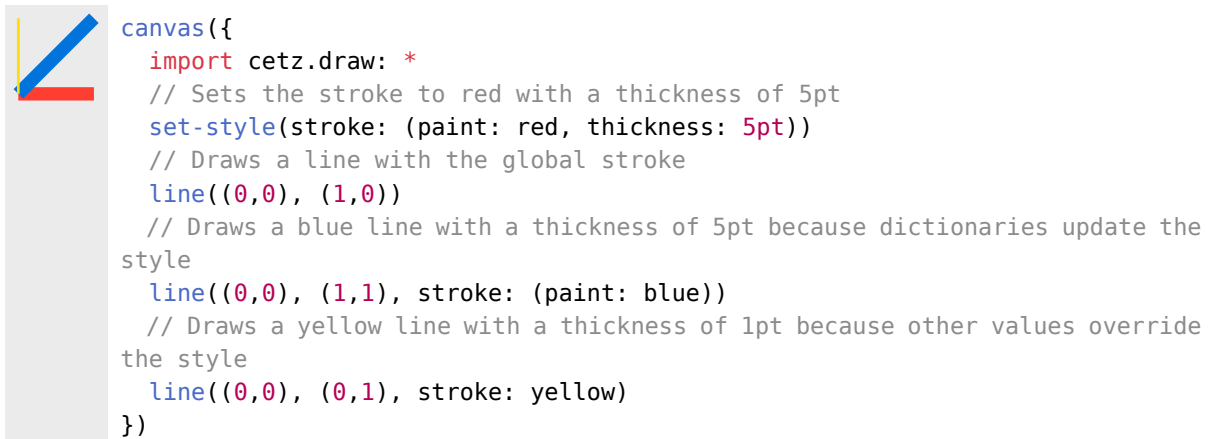 canvas({
  import cetz.draw: *
  // Sets the stroke to red with a thickness of 5pt
  set-style(stroke: (paint: red, thickness: 5pt))
  // Draws a line with the global stroke
  line((0,0), (1,0))
  // Draws a blue line with a thickness of 5pt because dictionaries update the
style
  line((0,0), (1,1), stroke: (paint: blue))
  // Draws a yellow line with a thickness of 1pt because other values override
the style
  line((0,0), (0,1), stroke: yellow)
})